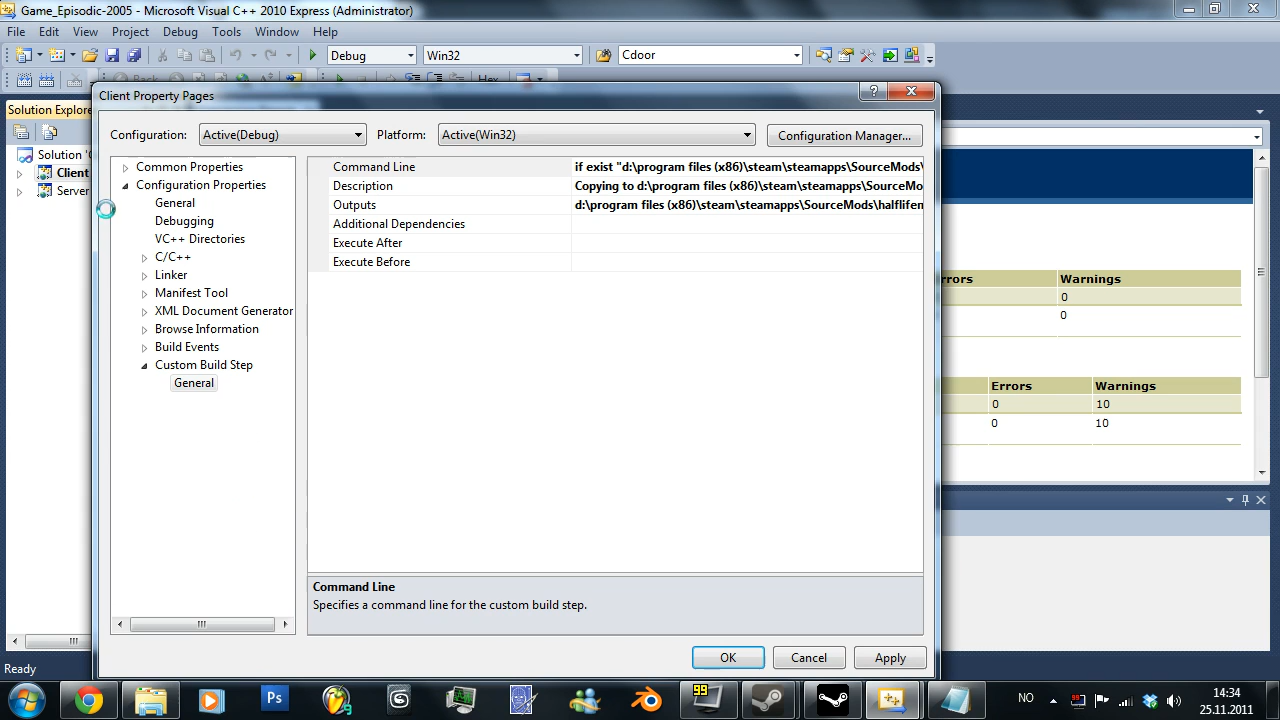 Game_Episodic-2005 - Microsoft Visual C++ 2010 Express (Administrator)
File Edit View Project Debug Tools Window Help
Debug Win32 Cdoor
Back Hex
Client Property Pages
Solution Explore
Configuration: Active(Debug) Platform: Active(Win32) Configuration Manager...
Solution '
Client
Server
Common Properties
Configuration Properties
General
Debugging
VC++ Directories
C/C++
Linker
Manifest Tool
XML Document Generator
Browse Information
Build Events
Custom Build Step
General
Command Line if exist "d:\program files (x86)\steam\steamapps\SourceMods\
Description Copying to d:\program files (x86)\steam\steamapps\SourceMo
Outputs d:\program files (x86)\steam\steamapps\SourceMods\halflifen
Additional Dependencies
Execute After
Execute Before
rrors Warnings
0
0
Errors Warnings
0 10
0 10
Command Line
Specifies a command line for the custom build step.
OK Cancel Apply
Ready
Ps 99 NO 99 14:34
25.11.2011